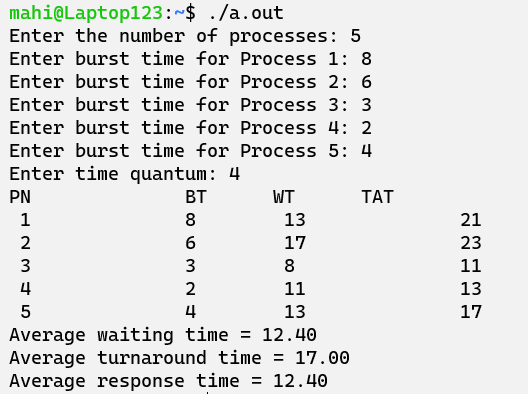 mahi@Laptop123:~$ ./a.out
Enter the number of processes: 5
Enter burst time for Process 1: 8
Enter burst time for Process 2: 6
Enter burst time for Process 3: 3
Enter burst time for Process 4: 2
Enter burst time for Process 5: 4
Enter time quantum: 4
PN BT WT TAT
1 8 13 21
2 6 17 23
3 3 8 11
4 2 11 13
5 4 13 17
Average waiting time = 12.40
Average turnaround time = 17.00
Average response time = 12.40